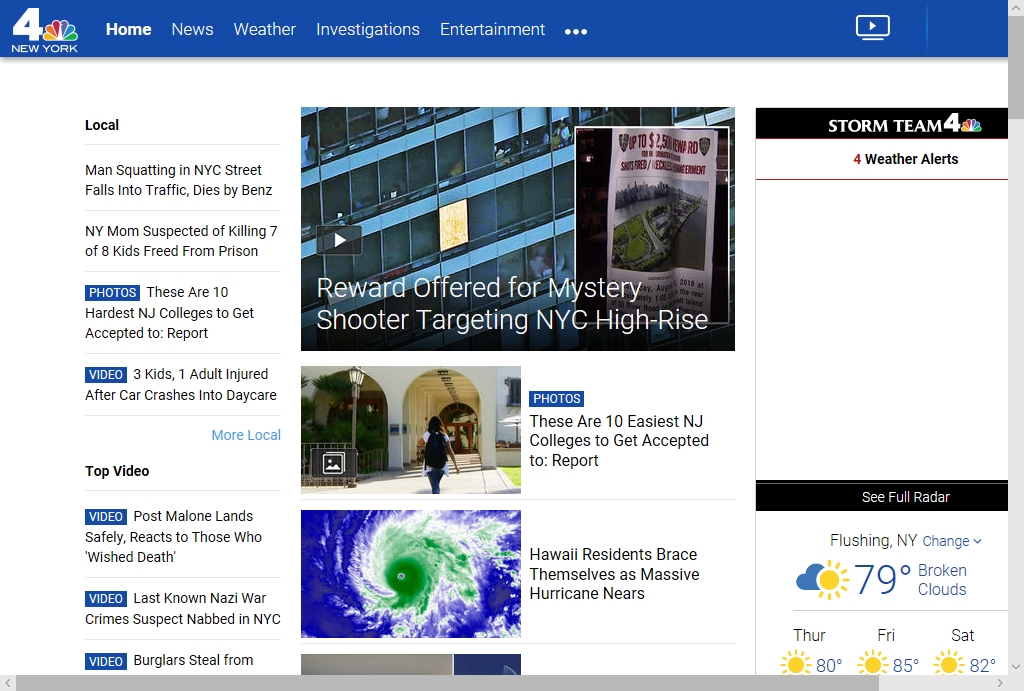 4
NEW YORK
Home
News
Weather
Investigations
Entertainment
Local
Man Squatting in NYC Street
Falls Into Traffic, Dies by Benz
NY Mom Suspected of Killing 7
of 8 Kids Freed From Prison
PHOTOS These Are 10
Hardest NJ Colleges to Get
Accepted to: Report
VIDEO 3 Kids, 1 Adult Injured
After Car Crashes Into Daycare
More Local
Top Video
VIDEO Post Malone Lands
Safely, Reacts to Those Who
'Wished Death'
VIDEO Last Known Nazi War
Crimes Suspect Nabbed in NYC
VIDEO Burglars Steal from
UP TO $2,500 REWARD
SHOTS FIRED / RECKLESS ENDANGERMENT
Reward Offered for Mystery
Shooter Targeting NYC High-Rise
PHOTOS
These Are 10 Easiest NJ
Colleges to Get Accepted
to: Report
Hawaii Residents Brace
Themselves as Massive
Hurricane Nears
STORM TEAM 4
4 Weather Alerts
See Full Radar
Flushing, NY Change
79° Broken
Clouds
Thur Fri Sat
80° 85° 82°